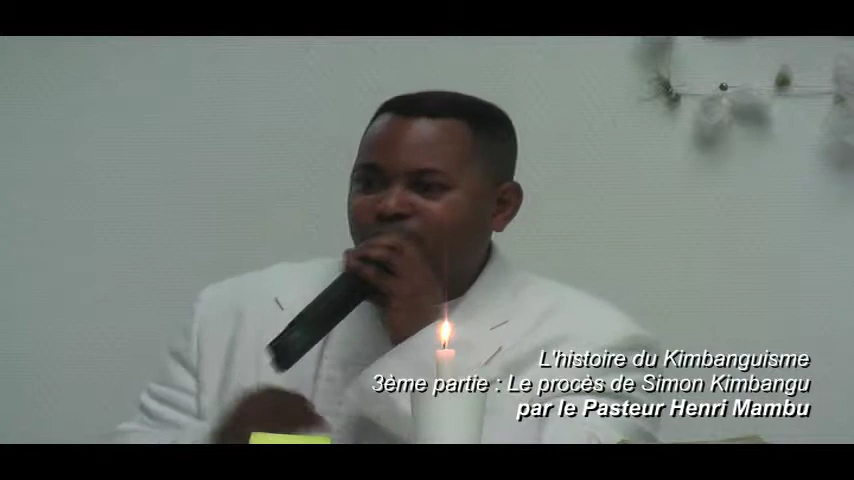 L'histoire du Kimbanguisme
3ème partie : Le procès de Simon Kimbangu
par le Pasteur Henri Mambu